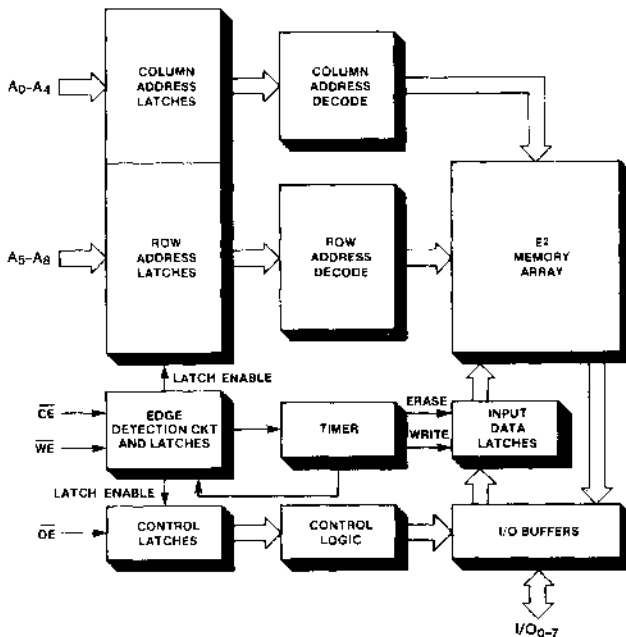 COLUMN
ADDRESS
LATCHES
COLUMN
ADDRESS
DECODE
A0-A4
ROW
ADDRESS
LATCHES
ROW
ADDRESS
DECODE
E2
MEMORY
ARRAY
A5-A8
LATCH ENABLE
CE
WE
EDGE
DETECTION CKT
AND LATCHES
TIMER
ERASE
WRITE
INPUT
DATA
LATCHES
LATCH ENABLE
OE
CONTROL
LATCHES
CONTROL
LOGIC
I/O BUFFERS
I/O0-7